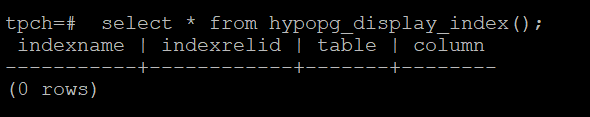 tpch=#  select * from hypopg_display_index();
 indexname | indexrelid | table | column
-----------+------------+-------+--------
(0 rows)